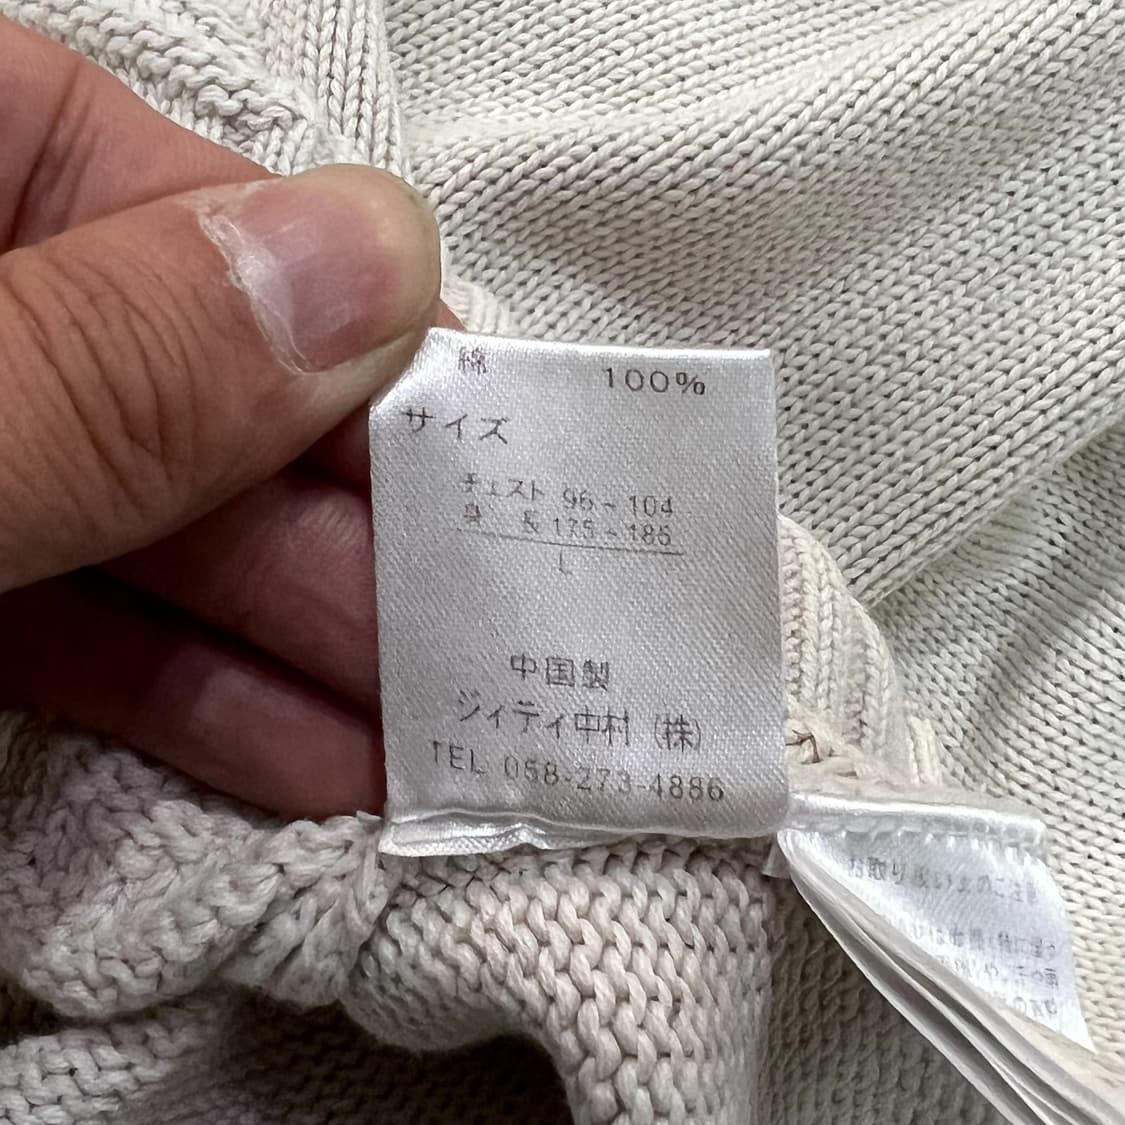 綿 100%
サイズ
チェスト 96~104
身 長 175~185
L
中国製
ジィティ中村(株)
TEL 058-273-4886
お取り扱い上のご注意